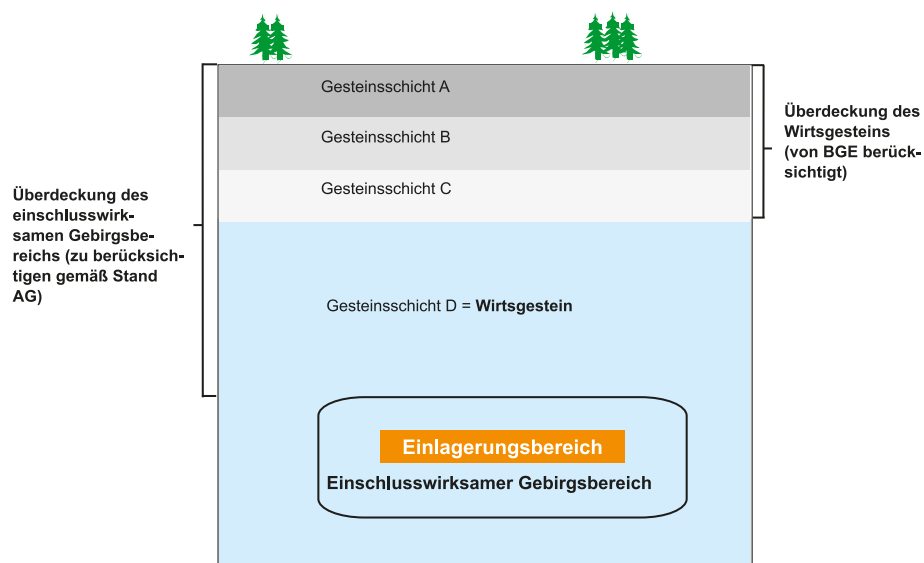 Gesteinsschicht A
Gesteinsschicht B
Gesteinsschicht C
Überdeckung des
Wirtsgesteins
(von BGE berück-
sichtigt)
Überdeckung des
einschlusswirk-
samen Gebirgsbe-
reichs (zu berücksich-
tigen gemäß Stand
AG)
Gesteinsschicht D = Wirtsgestein
Einlagerungsbereich
Einschlusswirksamer Gebirgsbereich